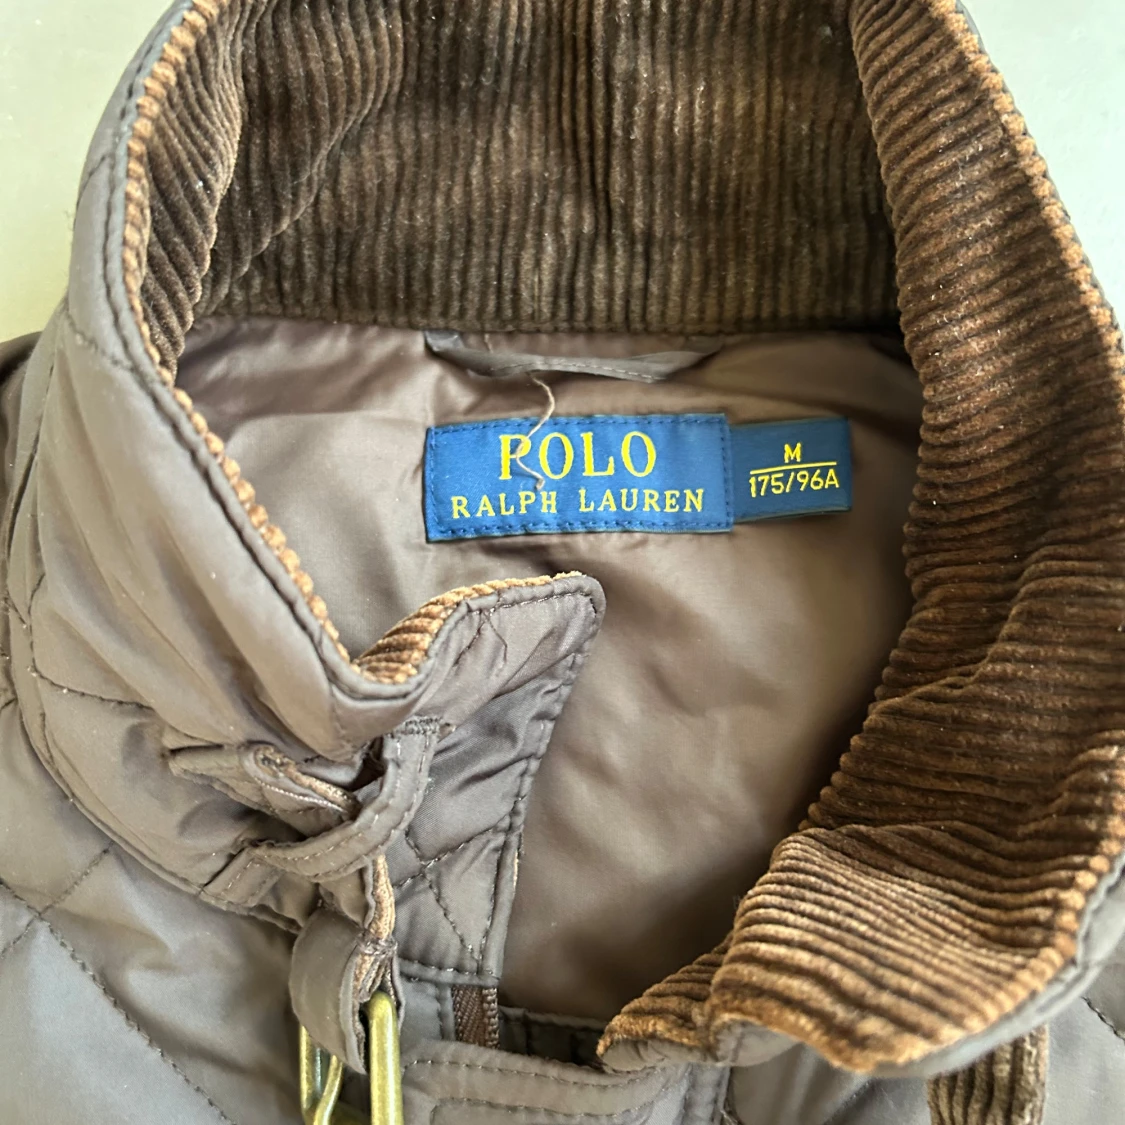 POLO
RALPH LAUREN
M
175/96A